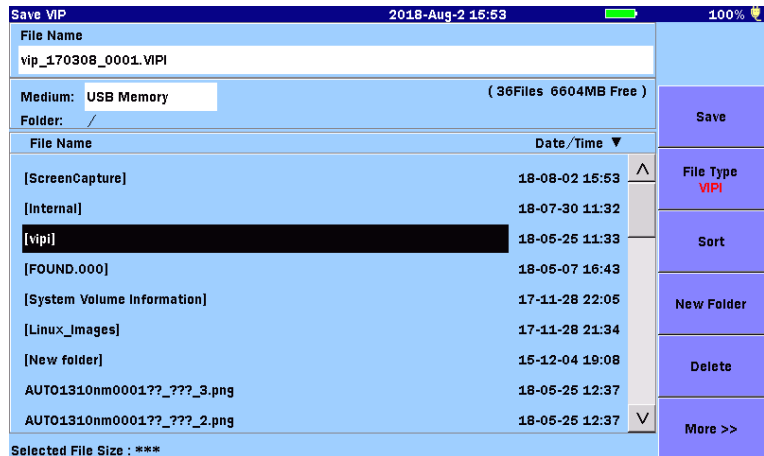 Save VIP 2018-Aug-2 15:53 100%
File Name
vip_170308_0001.VIPI
Medium: USB Memory ( 36Files 6604MB Free )
Folder: /
File Name Date/Time ▼
[ScreenCapture] 18-08-02 15:53
[Internal] 18-07-30 11:32
[vipi] 18-05-25 11:33
[FOUND.000] 18-05-07 16:43
[System Volume Information] 17-11-28 22:05
[Linux_Images] 17-11-28 21:34
[New folder] 15-12-04 19:08
AUTO1310nm0001??_???_3.png 18-05-25 12:37
AUTO1310nm0001??_???_2.png 18-05-25 12:37
Selected File Size : ***
Save
File Type
VIPI
Sort
New Folder
Delete
More >>